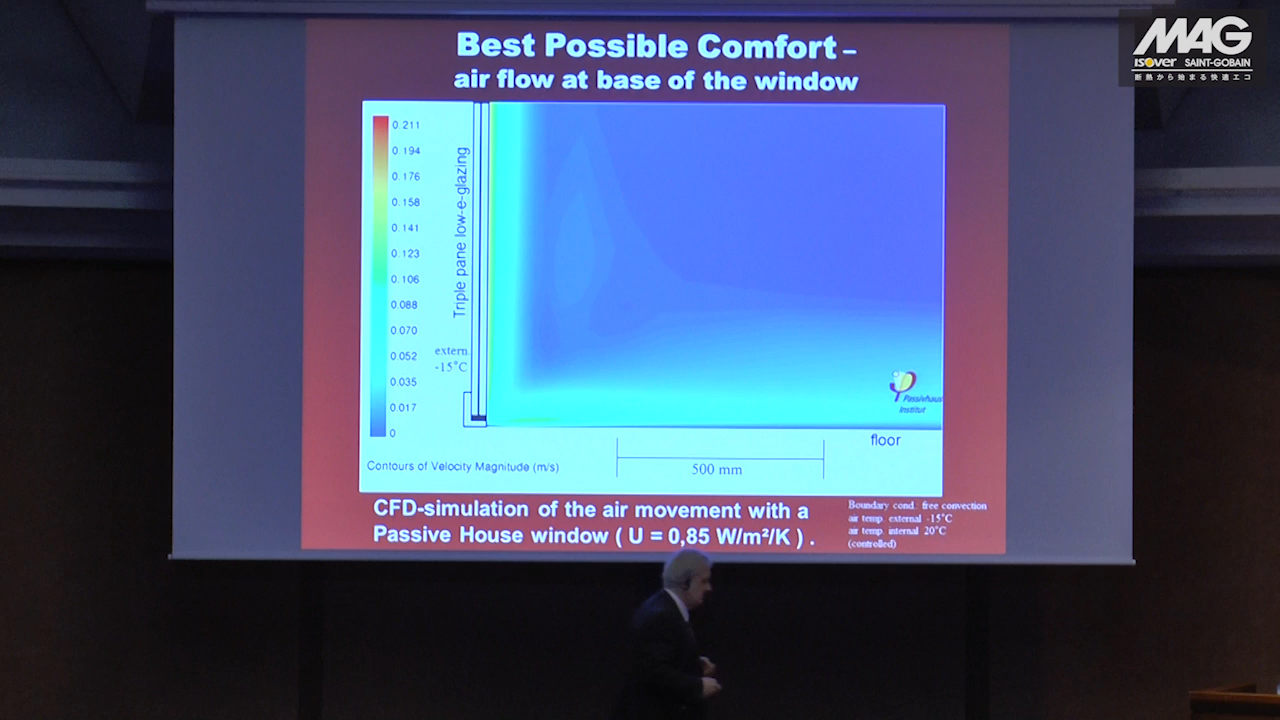 Best Possible Comfort –
air flow at base of the window
MAG
isover SAINT-GOBAIN
断熱から始まる快適エコ
0.211
0.194
0.176
0.158
0.141
0.123
0.106
0.088
0.070
0.052
0.035
0.017
0
Triple pane low-e-glazing
extern.
-15°C
Passivhaus
Institut
floor
500 mm
Contours of Velocity Magnitude (m/s)
CFD-simulation of the air movement with a
Passive House window ( U = 0,85 W/m²/K ) .
Boundary cond.: free convection
air temp. external -15°C
air temp. internal 20°C
(controlled)